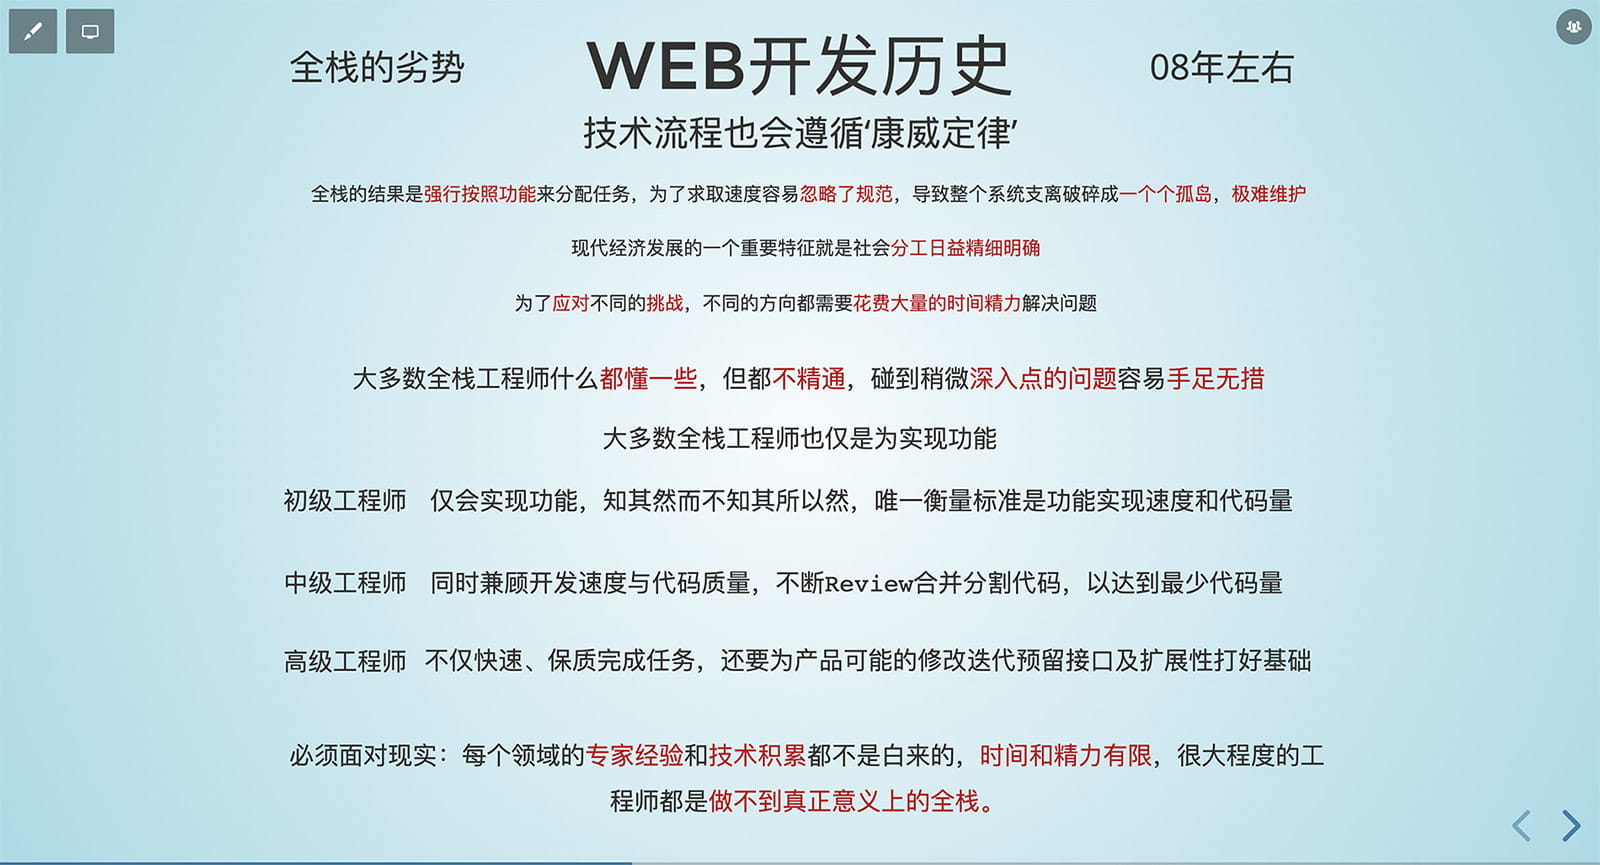 全栈的劣势
WEB开发历史
08年左右
技术流程也会遵循‘康威定律’
全栈的结果是强行按照功能来分配任务，为了求取速度容易忽略了规范，导致整个系统支离破碎成一个个孤岛，极难维护
现代经济发展的一个重要特征就是社会分工日益精细明确
为了应对不同的挑战，不同的方向都需要花费大量的时间精力解决问题
大多数全栈工程师什么都懂一些，但都不精通，碰到稍微深入点的问题容易手足无措
大多数全栈工程师也仅是为实现功能
初级工程师 仅会实现功能，知其然而不知其所以然，唯一衡量标准是功能实现速度和代码量
中级工程师 同时兼顾开发速度与代码质量，不断Review合并分割代码，以达到最少代码量
高级工程师 不仅快速、保质完成任务，还要为产品可能的修改迭代预留接口及扩展性打好基础
必须面对现实：每个领域的专家经验和技术积累都不是白来的，时间和精力有限，很大程度的工
程师都是做不到真正意义上的全栈。